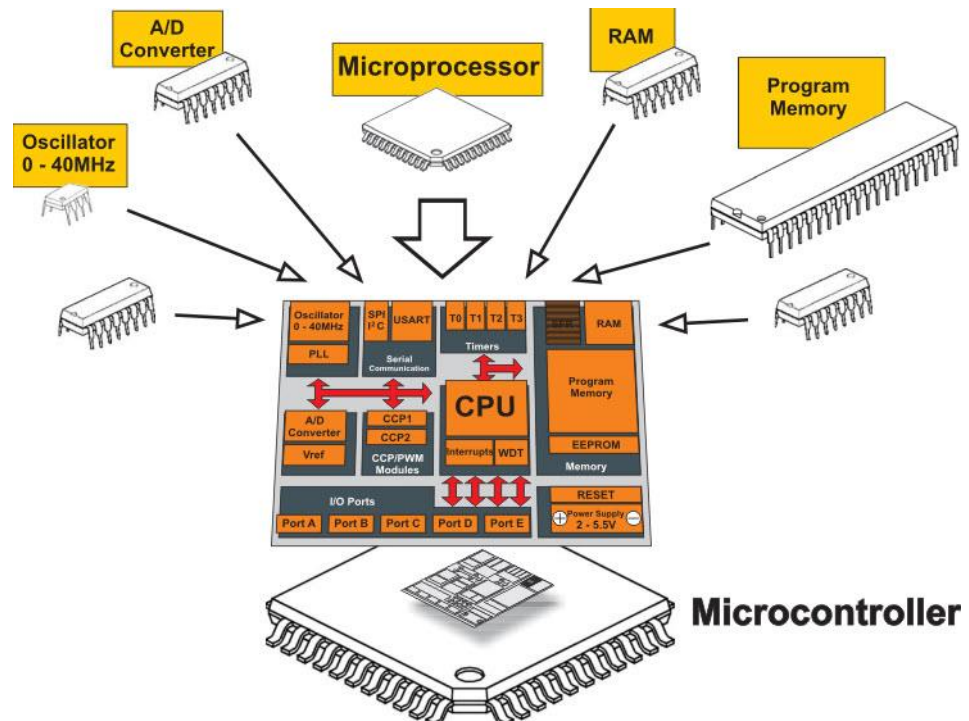 A/D
Converter
Microprocessor
RAM
Program
Memory
Oscillator
0 - 40MHz
Oscillator
0 - 40MHz
PLL
SPI
I²C
USART
Serial
Communication
T0
T1
T2
T3
Timers
SFR
RAM
Program
Memory
EEPROM
Memory
A/D
Converter
Vref
CCP1
CCP2
CCP/PWM
Modules
CPU
Interrupts
WDT
I/O Ports
Port A
Port B
Port C
Port D
Port E
RESET
+
Power Supply
2 - 5.5V
-
Microcontroller